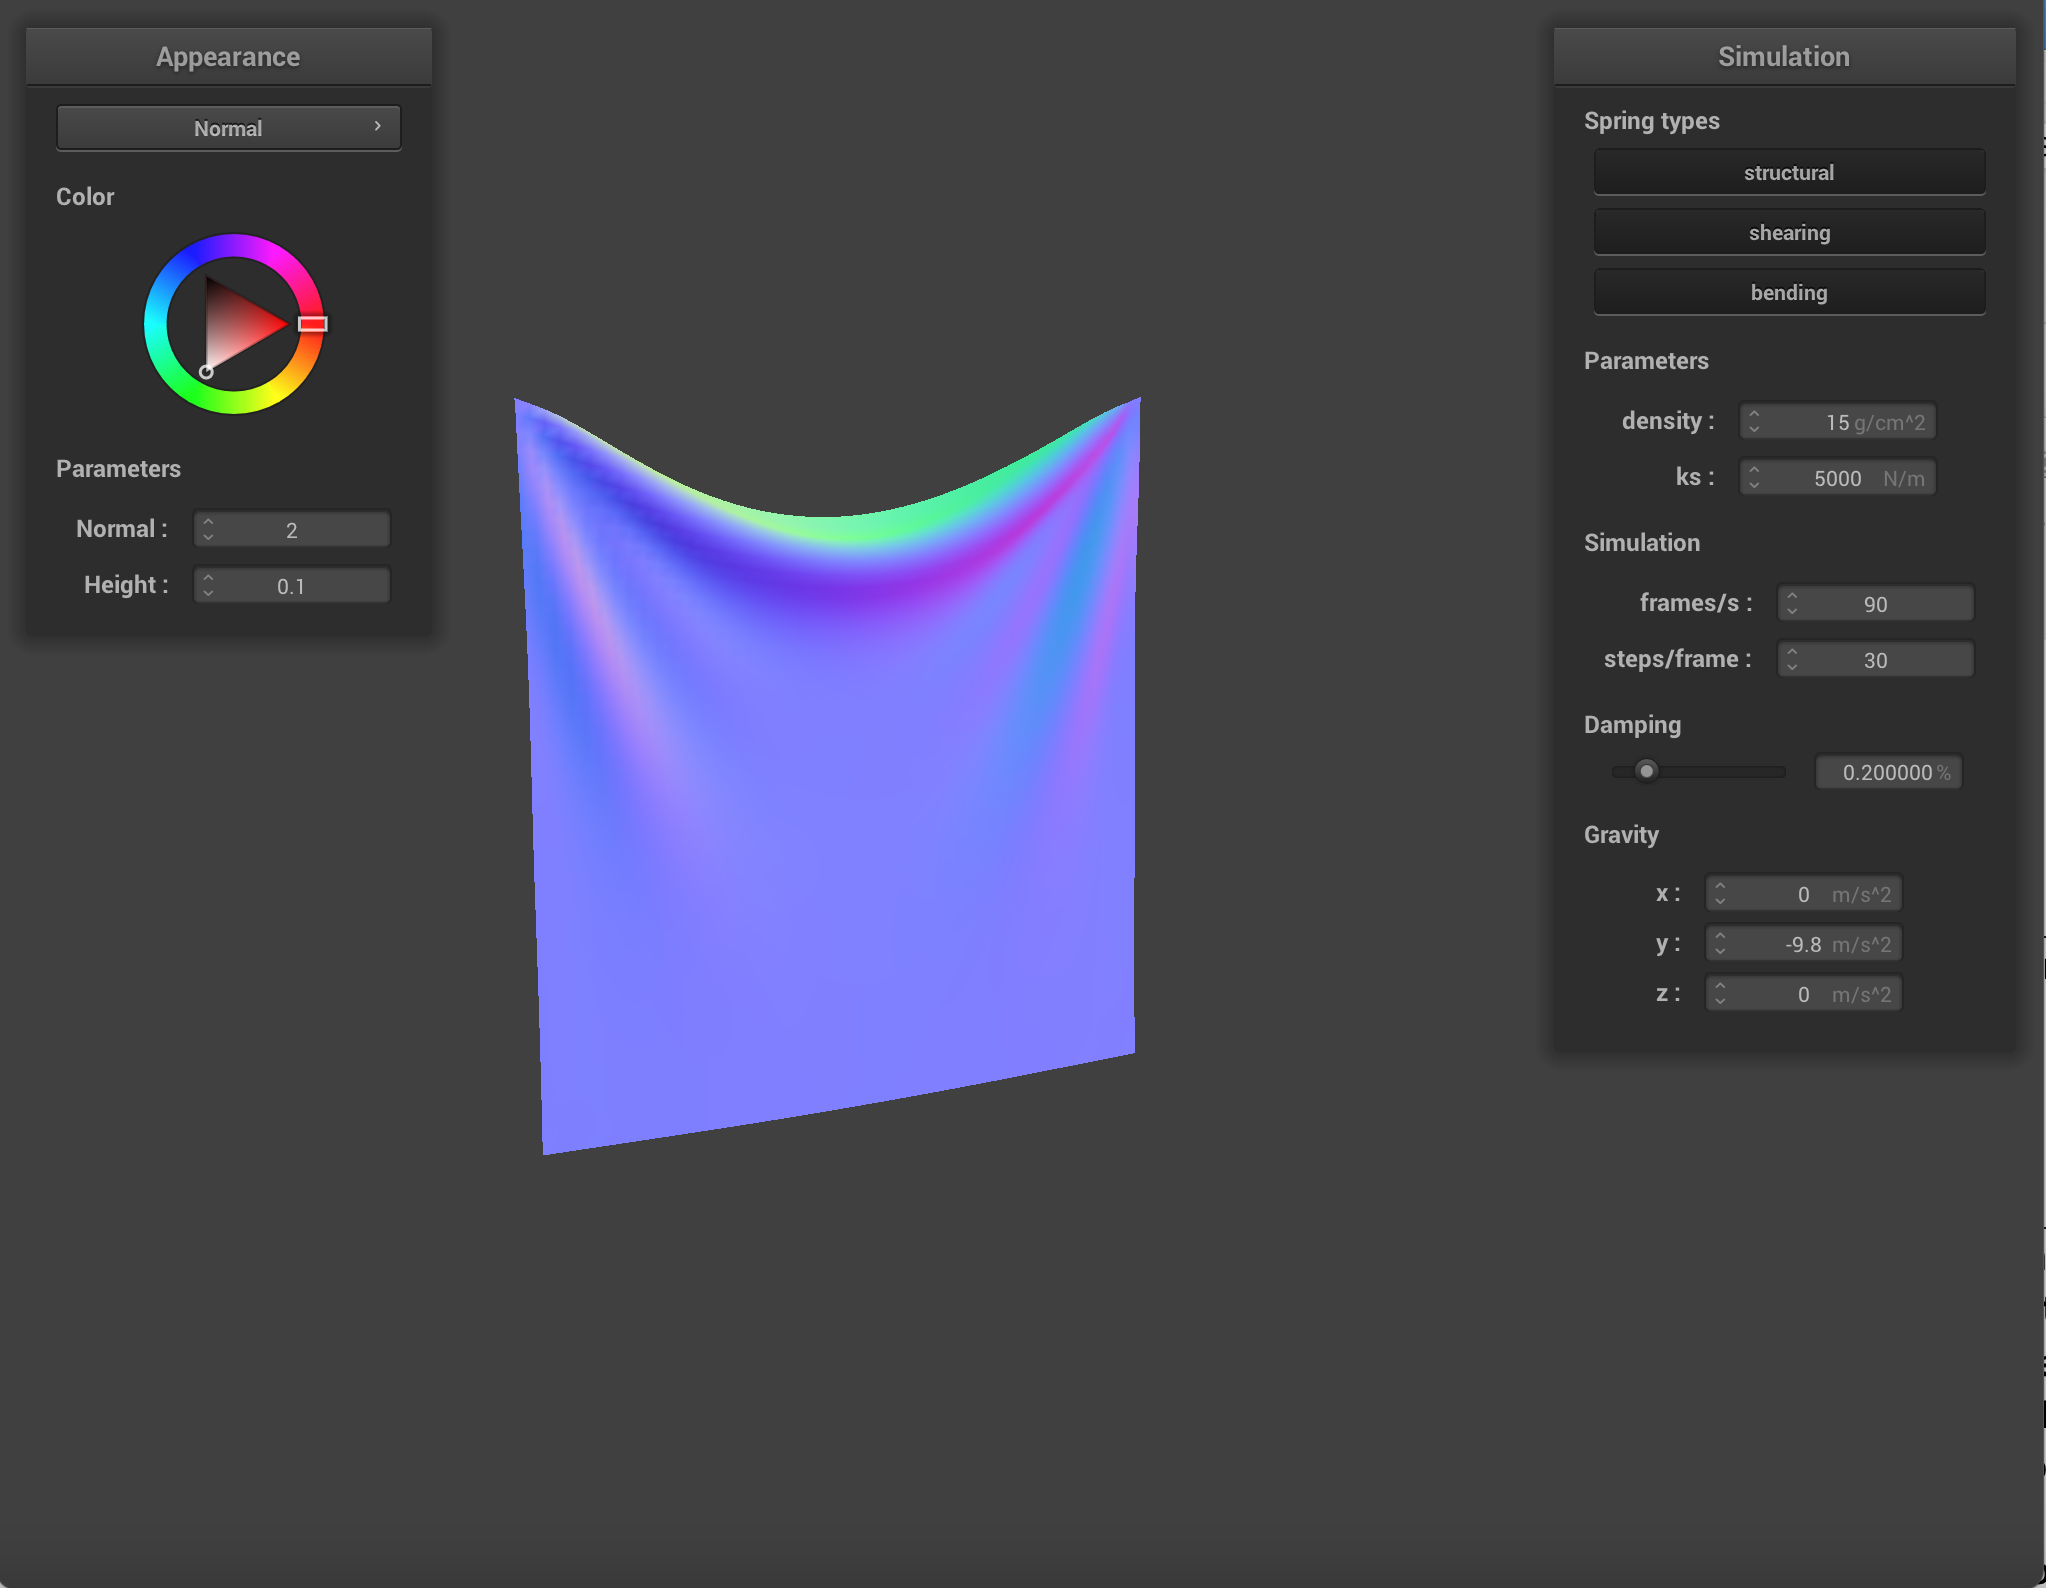 Appearance
Normal
Color
Parameters
Normal :
2
Height :
0.1
Simulation
Spring types
structural
shearing
bending
Parameters
density :
15 g/cm^2
ks :
5000 N/m
Simulation
frames/s :
90
steps/frame :
30
Damping
0.200000 %
Gravity
x :
0 m/s^2
y :
-9.8 m/s^2
z :
0 m/s^2